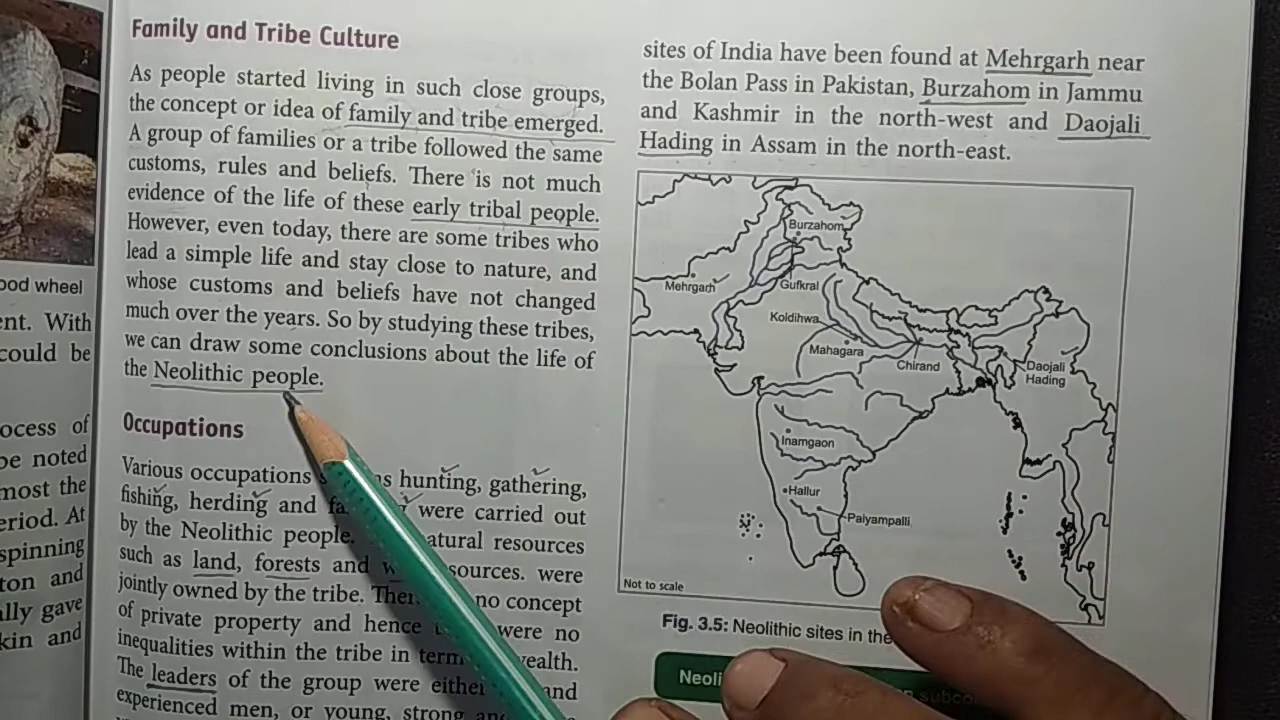 ood wheel
ent. With
could be
ocess of
be noted
most the
eriod. At
spinning
ton and
ally gave
kin and
Family and Tribe Culture
As people started living in such close groups,
the concept or idea of family and tribe emerged.
A group of families or a tribe followed the same
customs, rules and beliefs. There is not much
evidence of the life of these early tribal people.
However, even today, there are some tribes who
lead a simple life and stay close to nature, and
whose customs and beliefs have not changed
much over the years. So by studying these tribes,
we can draw some conclusions about the life of
the Neolithic people.
Occupations
Various occupations hunting, gathering,
fishing, herding and were carried out
by the Neolithic people. natural resources
such as land, forests and sources. were
jointly owned by the tribe. no concept
of private property and hence were no
inequalities within the tribe in wealth.
The leaders of the group were and
experienced men, or young, strong
sites of India have been found at Mehrgarh near
the Bolan Pass in Pakistan, Burzahom in Jammu
and Kashmir in the north-west and Daojali
Hading in Assam in the north-east.
Burzahom
Mehrgarh
Gufkral
Koldihwa
Mahagara
Chirand
Daojali
Hading
Inamgaon
Hallur
Paiyampalli
Not to scale
Fig. 3.5: Neolithic sites in the
Neoli
subco